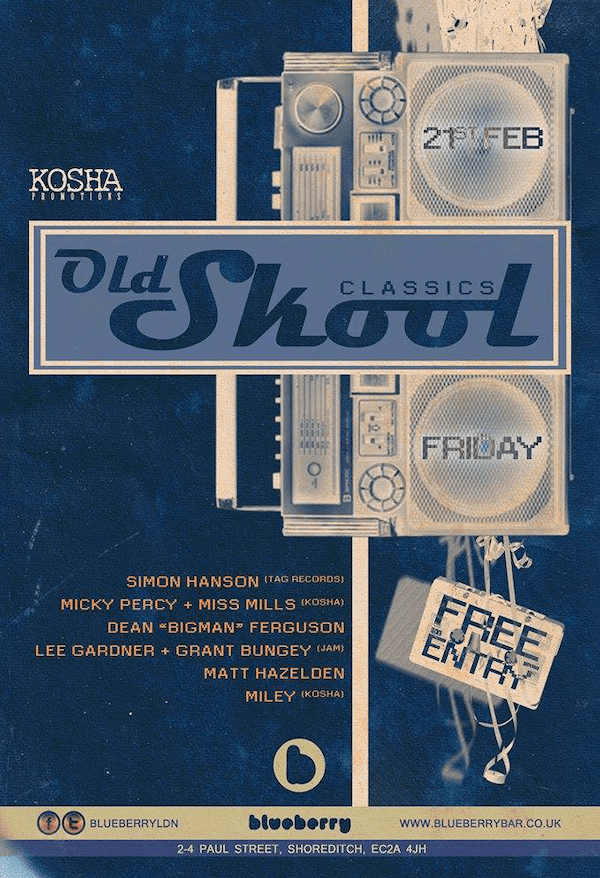 21ST FEB
KOSHA
PROMOTIONS
Old Skool
CLASSICS
FRIDAY
SIMON HANSON (TAG RECORDS)
MICKY PERCY + MISS MILLS (KOSHA)
DEAN "BIGMAN" FERGUSON
LEE GARDNER + GRANT BUNGEY (JAM)
MATT HAZELDEN
MILEY (KOSHA)
FREE
ENTRY
b
BLUEBERRYLDN
blueberry
WWW.BLUEBERRYBAR.CO.UK
2-4 PAUL STREET, SHOREDITCH, EC2A 4JH